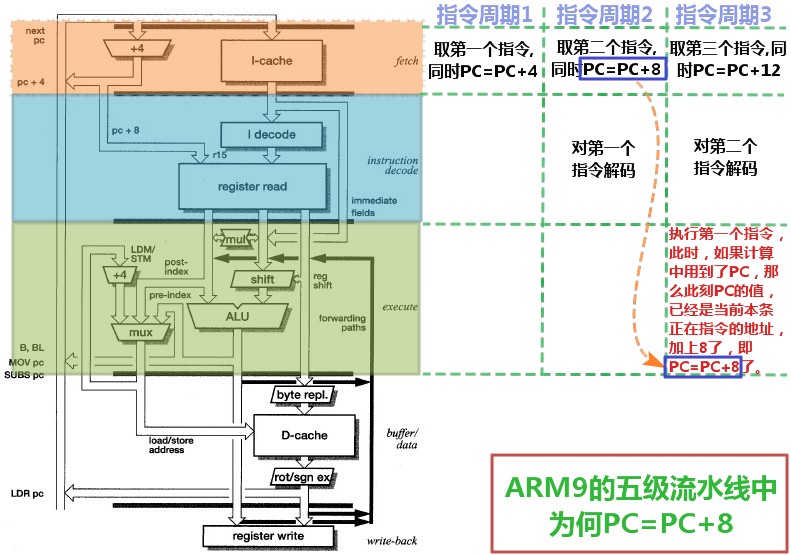 指令周期1 指令周期2 指令周期3
next
pc
+4
I-cache
fetch
pc + 4
取第一个指令,
同时PC=PC+4
取第二个指令,
同时PC=PC+8
取第三个指令,同
时PC=PC+12
pc + 8
I decode
r15
instruction
decode
register read
immediate
fields
对第一个
指令解码
对第二个
指令解码
mul
LDM/
STM
post-
index
+4
shift
reg
shift
pre-index
execute
ALU
forwarding
paths
mux
B, BL
MOV pc
SUBS pc
执行第一个指令，
此时，如果计算
中用到了PC，那
么此刻PC的值，
已经是当前本条
正在指令的地址，
加上8了，即
PC=PC+8了。
byte repl.
D-cache
buffer/
data
load/store
address
rot/sgn ex
LDR pc
register write
write-back
ARM9的五级流水线中
为何PC=PC+8